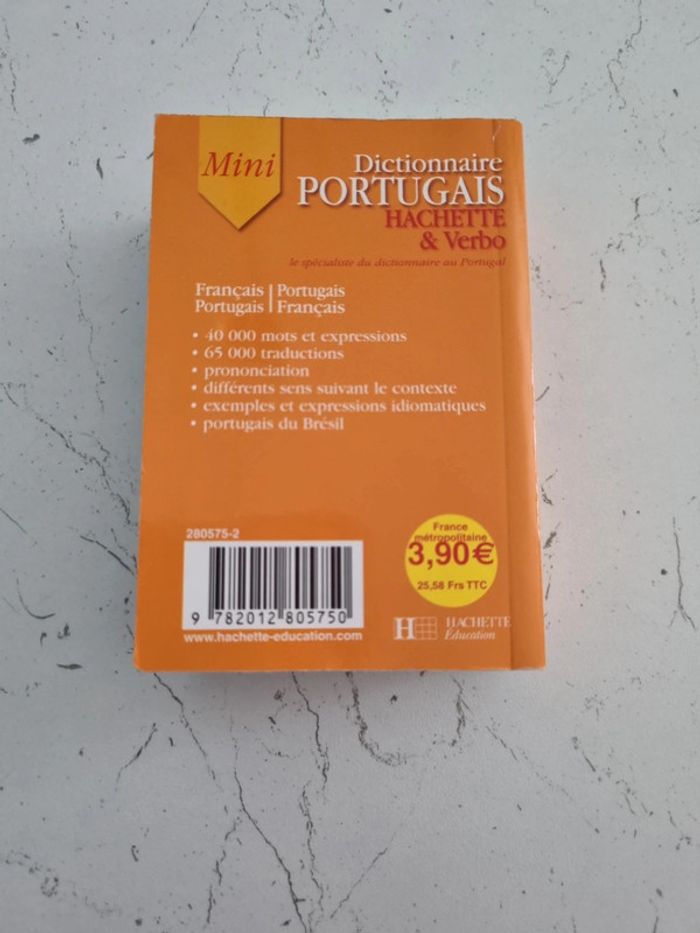 Mini
Dictionnaire
PORTUGAIS
HACHETTE
& Verbo
le spécialiste du dictionnaire au Portugal
Français | Portugais
Portugais | Français
• 40 000 mots et expressions
• 65 000 traductions
• prononciation
• différents sens suivant le contexte
• exemples et expressions idiomatiques
• portugais du Brésil
280575-2
9 782012 805750
www.hachette-education.com
France
métropolitaine
3,90€
25,58 Frs TTC
H HACHETTE
Éducation